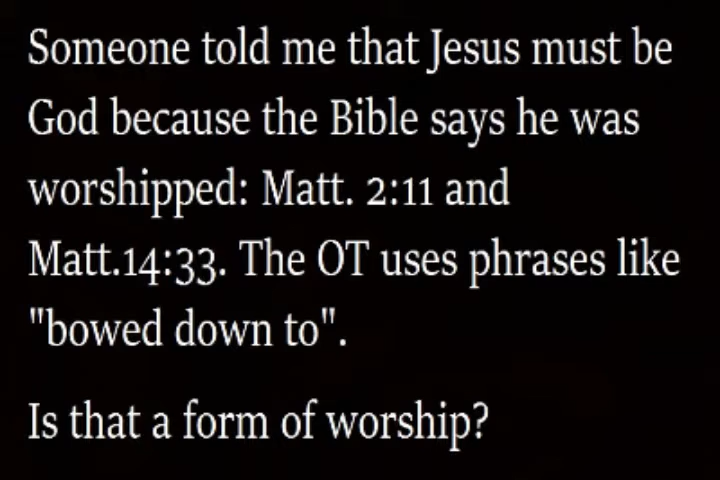 Someone told me that Jesus must be
God because the Bible says he was
worshipped: Matt. 2:11 and
Matt.14:33. The OT uses phrases like
"bowed down to".
Is that a form of worship?